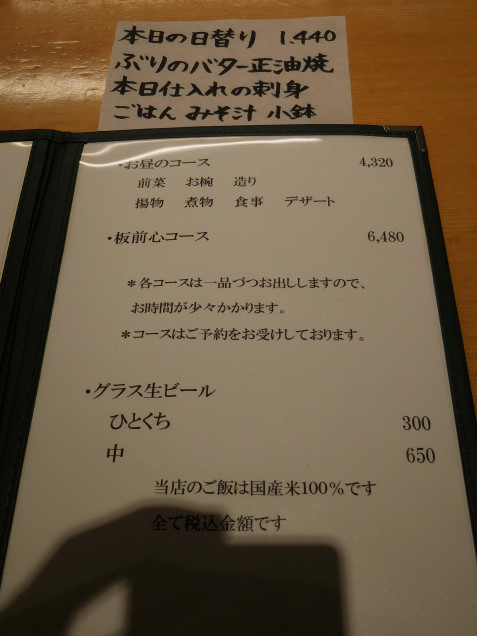 本日の日替り 1.440
ぶりのバター正油焼
本日仕入れの刺身
ごはん みそ汁 小鉢
・お昼のコース 4,320
前菜 お椀 造り
揚物 煮物 食事 デザート
・板前心コース 6,480
＊各コースは一品づつお出ししますので、
お時間が少々かかります。
＊コースはご予約をお受けしております。
・グラス生ビール
ひとくち 300
中 650
当店のご飯は国産米100％です
全て税込金額です